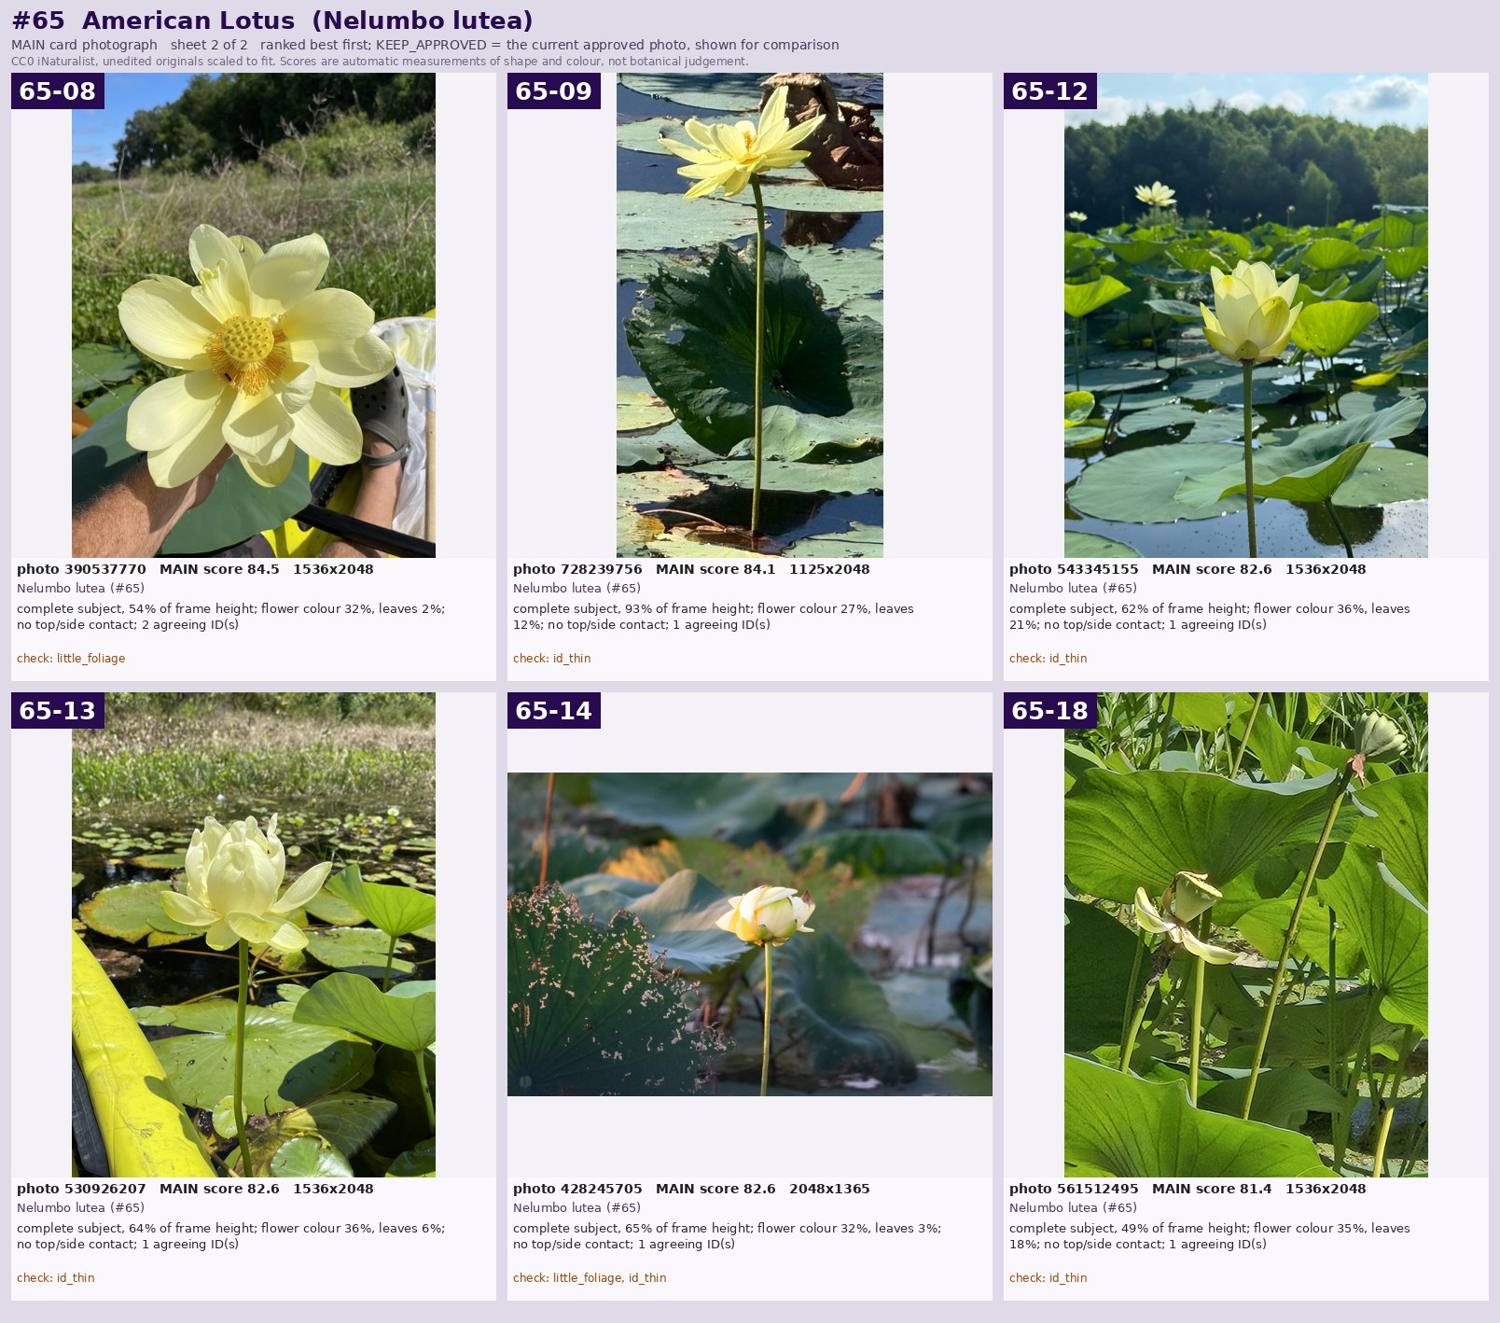 #65 American Lotus (Nelumbo lutea)
MAIN card photograph sheet 2 of 2 ranked best first; KEEP_APPROVED = the current approved photo, shown for comparison
CC0 iNaturalist, unedited originals scaled to fit. Scores are automatic measurements of shape and colour, not botanical judgement.
65-08
photo 390537770 MAIN score 84.5 1536x2048
Nelumbo lutea (#65)
complete subject, 54% of frame height; flower colour 32%, leaves 2%;
no top/side contact; 2 agreeing ID(s)
check: little_foliage
65-09
photo 728239756 MAIN score 84.1 1125x2048
Nelumbo lutea (#65)
complete subject, 93% of frame height; flower colour 27%, leaves
12%; no top/side contact; 1 agreeing ID(s)
check: id_thin
65-12
photo 543345155 MAIN score 82.6 1536x2048
Nelumbo lutea (#65)
complete subject, 62% of frame height; flower colour 36%, leaves
21%; no top/side contact; 1 agreeing ID(s)
check: id_thin
65-13
photo 530926207 MAIN score 82.6 1536x2048
Nelumbo lutea (#65)
complete subject, 64% of frame height; flower colour 36%, leaves 6%;
no top/side contact; 1 agreeing ID(s)
check: id_thin
65-14
photo 428245705 MAIN score 82.6 2048x1365
Nelumbo lutea (#65)
complete subject, 65% of frame height; flower colour 32%, leaves 3%;
no top/side contact; 1 agreeing ID(s)
check: little_foliage, id_thin
65-18
photo 561512495 MAIN score 81.4 1536x2048
Nelumbo lutea (#65)
complete subject, 49% of frame height; flower colour 35%, leaves
18%; no top/side contact; 1 agreeing ID(s)
check: id_thin